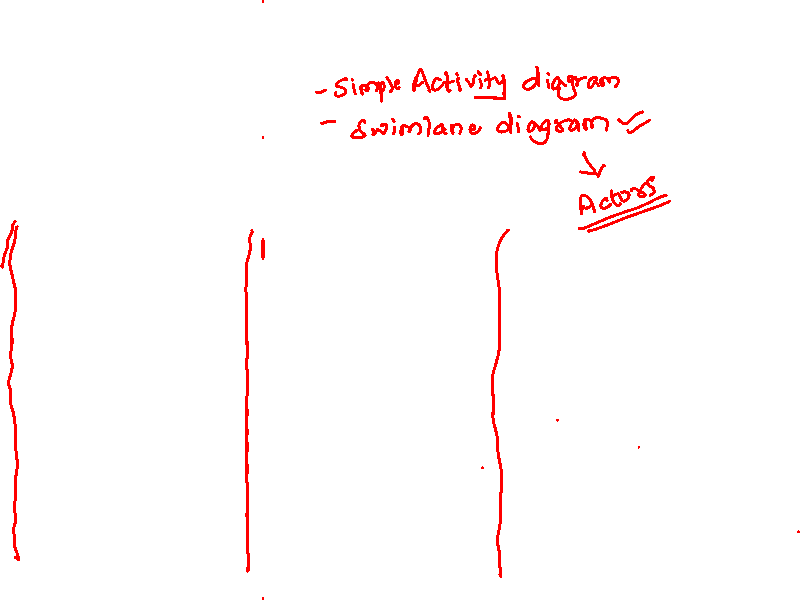 - Simple Activity diagram
- Swimlane diagram
Actors